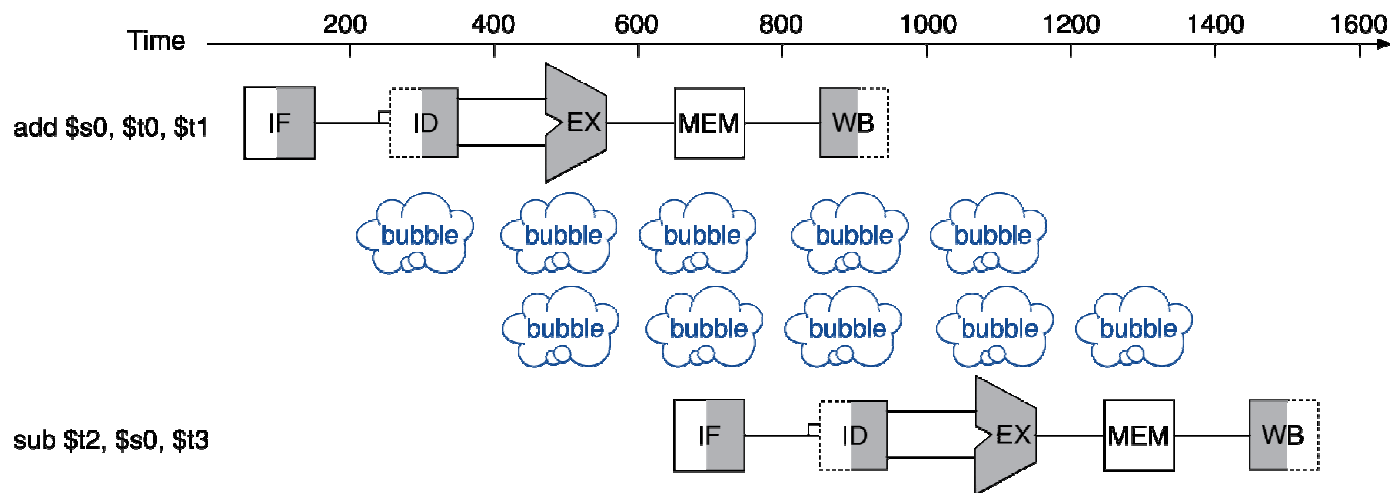 Time 200 400 600 800 1000 1200 1400 1600
add $s0, $t0, $t1 IF ID EX MEM WB
bubble bubble bubble bubble bubble
bubble bubble bubble bubble bubble
sub $t2, $s0, $t3 IF ID EX MEM WB